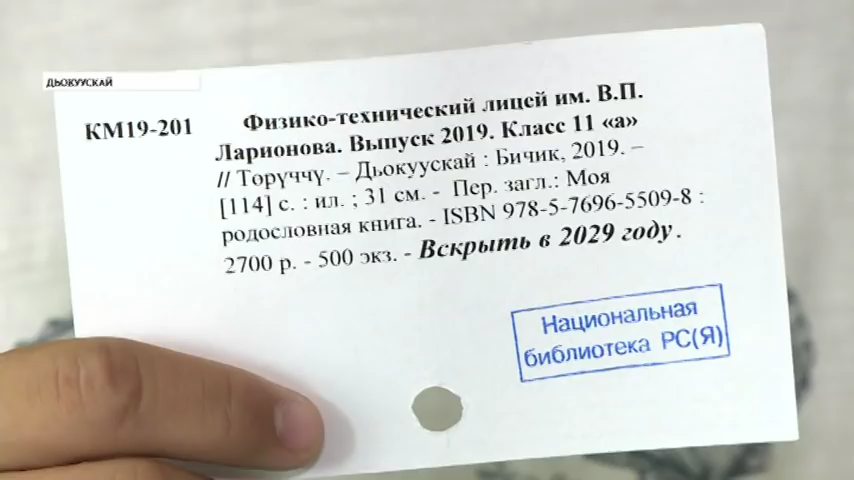 ДЬОКУУСКАЙ
КМ19-201
Физико-технический лицей им. В.П.
Ларионова. Выпуск 2019. Класс 11 «а»
// Төрүччү. – Дьокуускай : Бичик, 2019. –
[114] с. : ил. ; 31 см. - Пер. загл.: Моя
родословная книга. - ISBN 978-5-7696-5509-8 :
2700 р. - 500 экз. - Вскрыть в 2029 году.
Национальная
библиотека РС(Я)